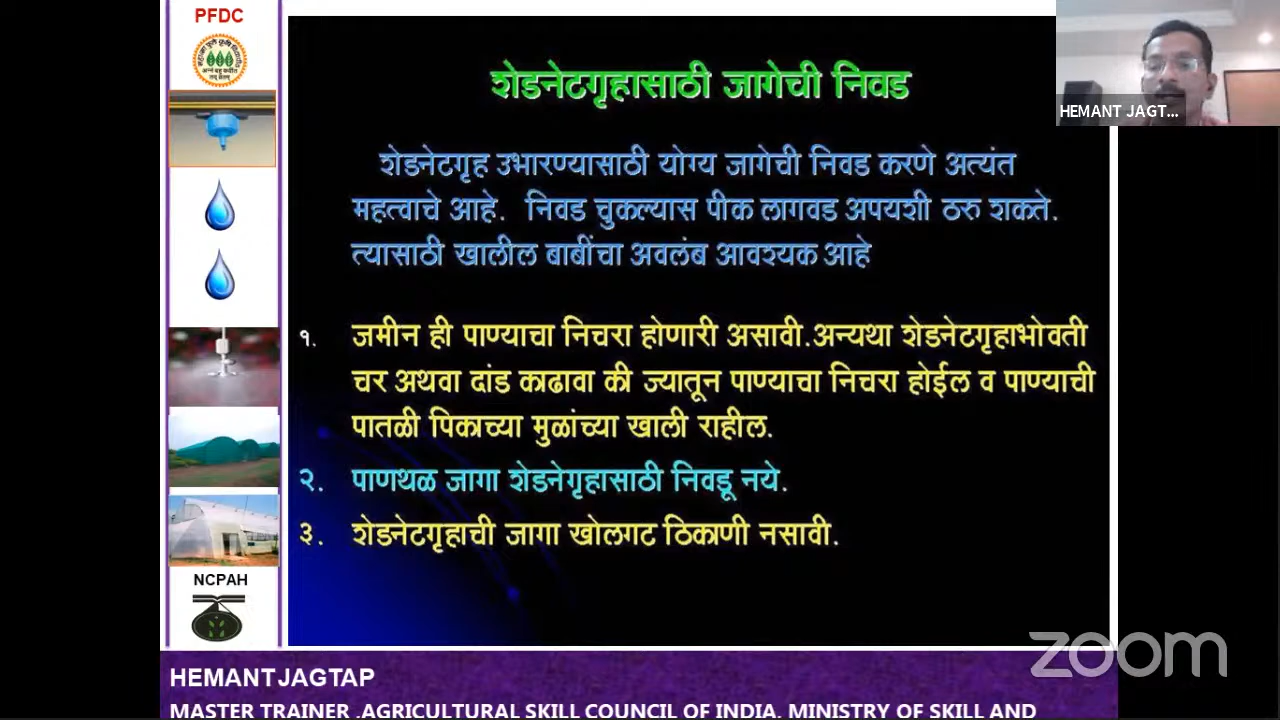 PFDC
शेडनेटगृहासाठी जागेची निवड
HEMANT JAGT...
शेडनेटगृह उभारण्यासाठी योग्य जागेची निवड करणे अत्यंत
महत्वाचे आहे. निवड चुकल्यास पीक लागवड अपयशी ठरु शकते.
त्यासाठी खालील बाबींचा अवलंब आवश्यक आहे
१. जमीन ही पाण्याचा निचरा होणारी असावी.अन्यथा शेडनेटगृहाभोवती
चर अथवा दांड काढावा की ज्यातून पाण्याचा निचरा होईल व पाण्याची
पातळी पिकाच्या मुळांच्या खाली राहील.
२. पाणथळ जागा शेडनेगृहासाठी निवडू नये.
३. शेडनेटगृहाची जागा खोलगट ठिकाणी नसावी.
NCPAH
zoom
HEMANT JAGTAP
MASTER TRAINER ,AGRICULTURAL SKILL COUNCIL OF INDIA, MINISTRY OF SKILL AND